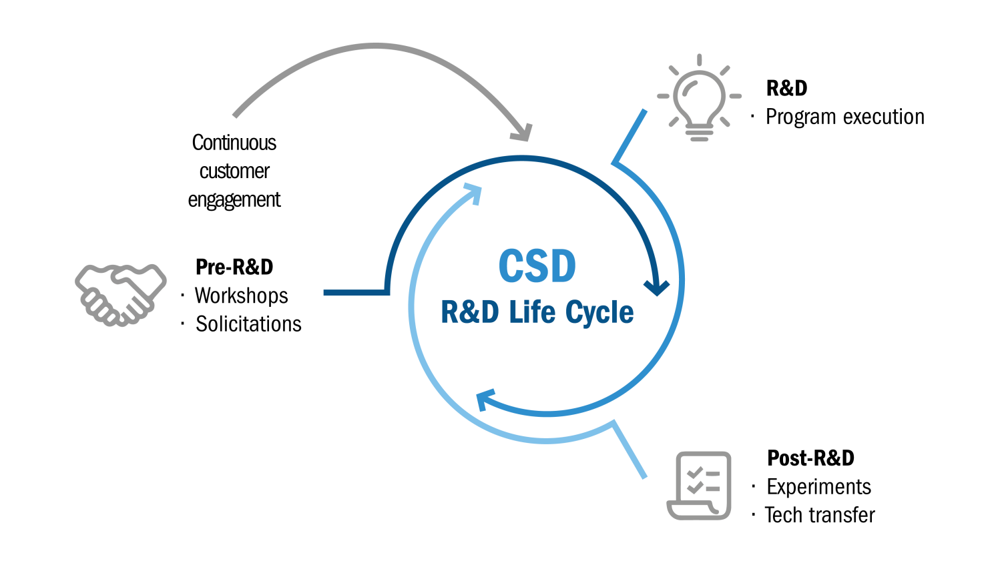 Continuous
customer
engagement
Pre-R&D
· Workshops
· Solicitations
CSD
R&D Life Cycle
R&D
· Program execution
Post-R&D
· Experiments
· Tech transfer